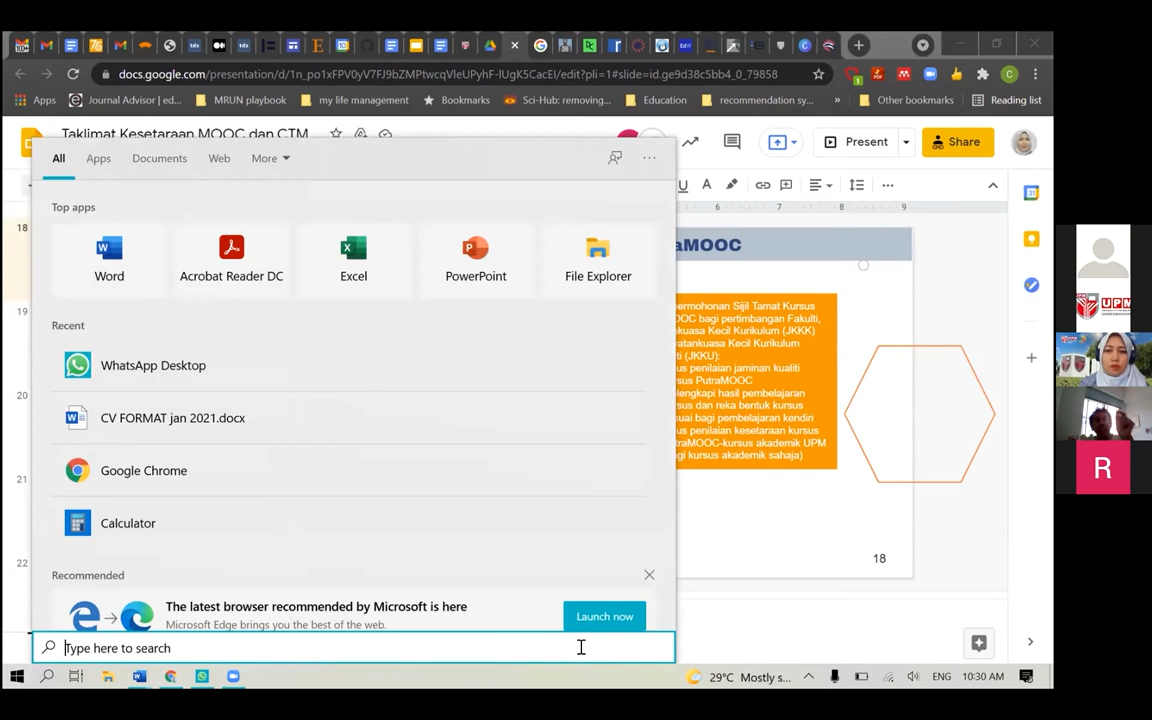 docs.google.com/presentation/d/1n_po1xFPV0yV7FJ9bZMPtwcqVleUPyhF-lUgK5CacEI/edit?pli=1#slide=id.ge9d38c5bb4_0_79858
Apps
Journal Advisor | ed...
MRUN playbook
my life management
Bookmarks
Sci-Hub: removing...
Education
recommendation sy...
»
Other bookmarks
Reading list
Taklimat Kesetaraan MOOC dan CTM
Present
Share
All
Apps
Documents
Web
More
6 7 8 9
Top apps
Word
Acrobat Reader DC
Excel
PowerPoint
File Explorer
Recent
WhatsApp Desktop
CV FORMAT jan 2021.docx
Google Chrome
Calculator
Recommended
The latest browser recommended by Microsoft is here
Microsoft Edge brings you the best of the web.
Launch now
Type here to search
18
19
20
21
22
aMOOC
ermohonan Sijil Tamat Kursus
OOC bagi pertimbangan Fakulti,
nkuasa Kecil Kurikulum (JKKK)
watankuasa Kecil Kurikulum
ti (JKKU):
us penilaian jaminan kualiti
rsus PutraMOOC
lengkapi hasil pembelajaran
rsus dan reka bentuk kursus
suai bagi pembelajaran kendiri
us penilaian kesetaraan kursus
traMOOC-kursus akademik UPM
agi kursus akademik sahaja)
18
29°C Mostly s...
ENG
10:30 AM
UPM
R